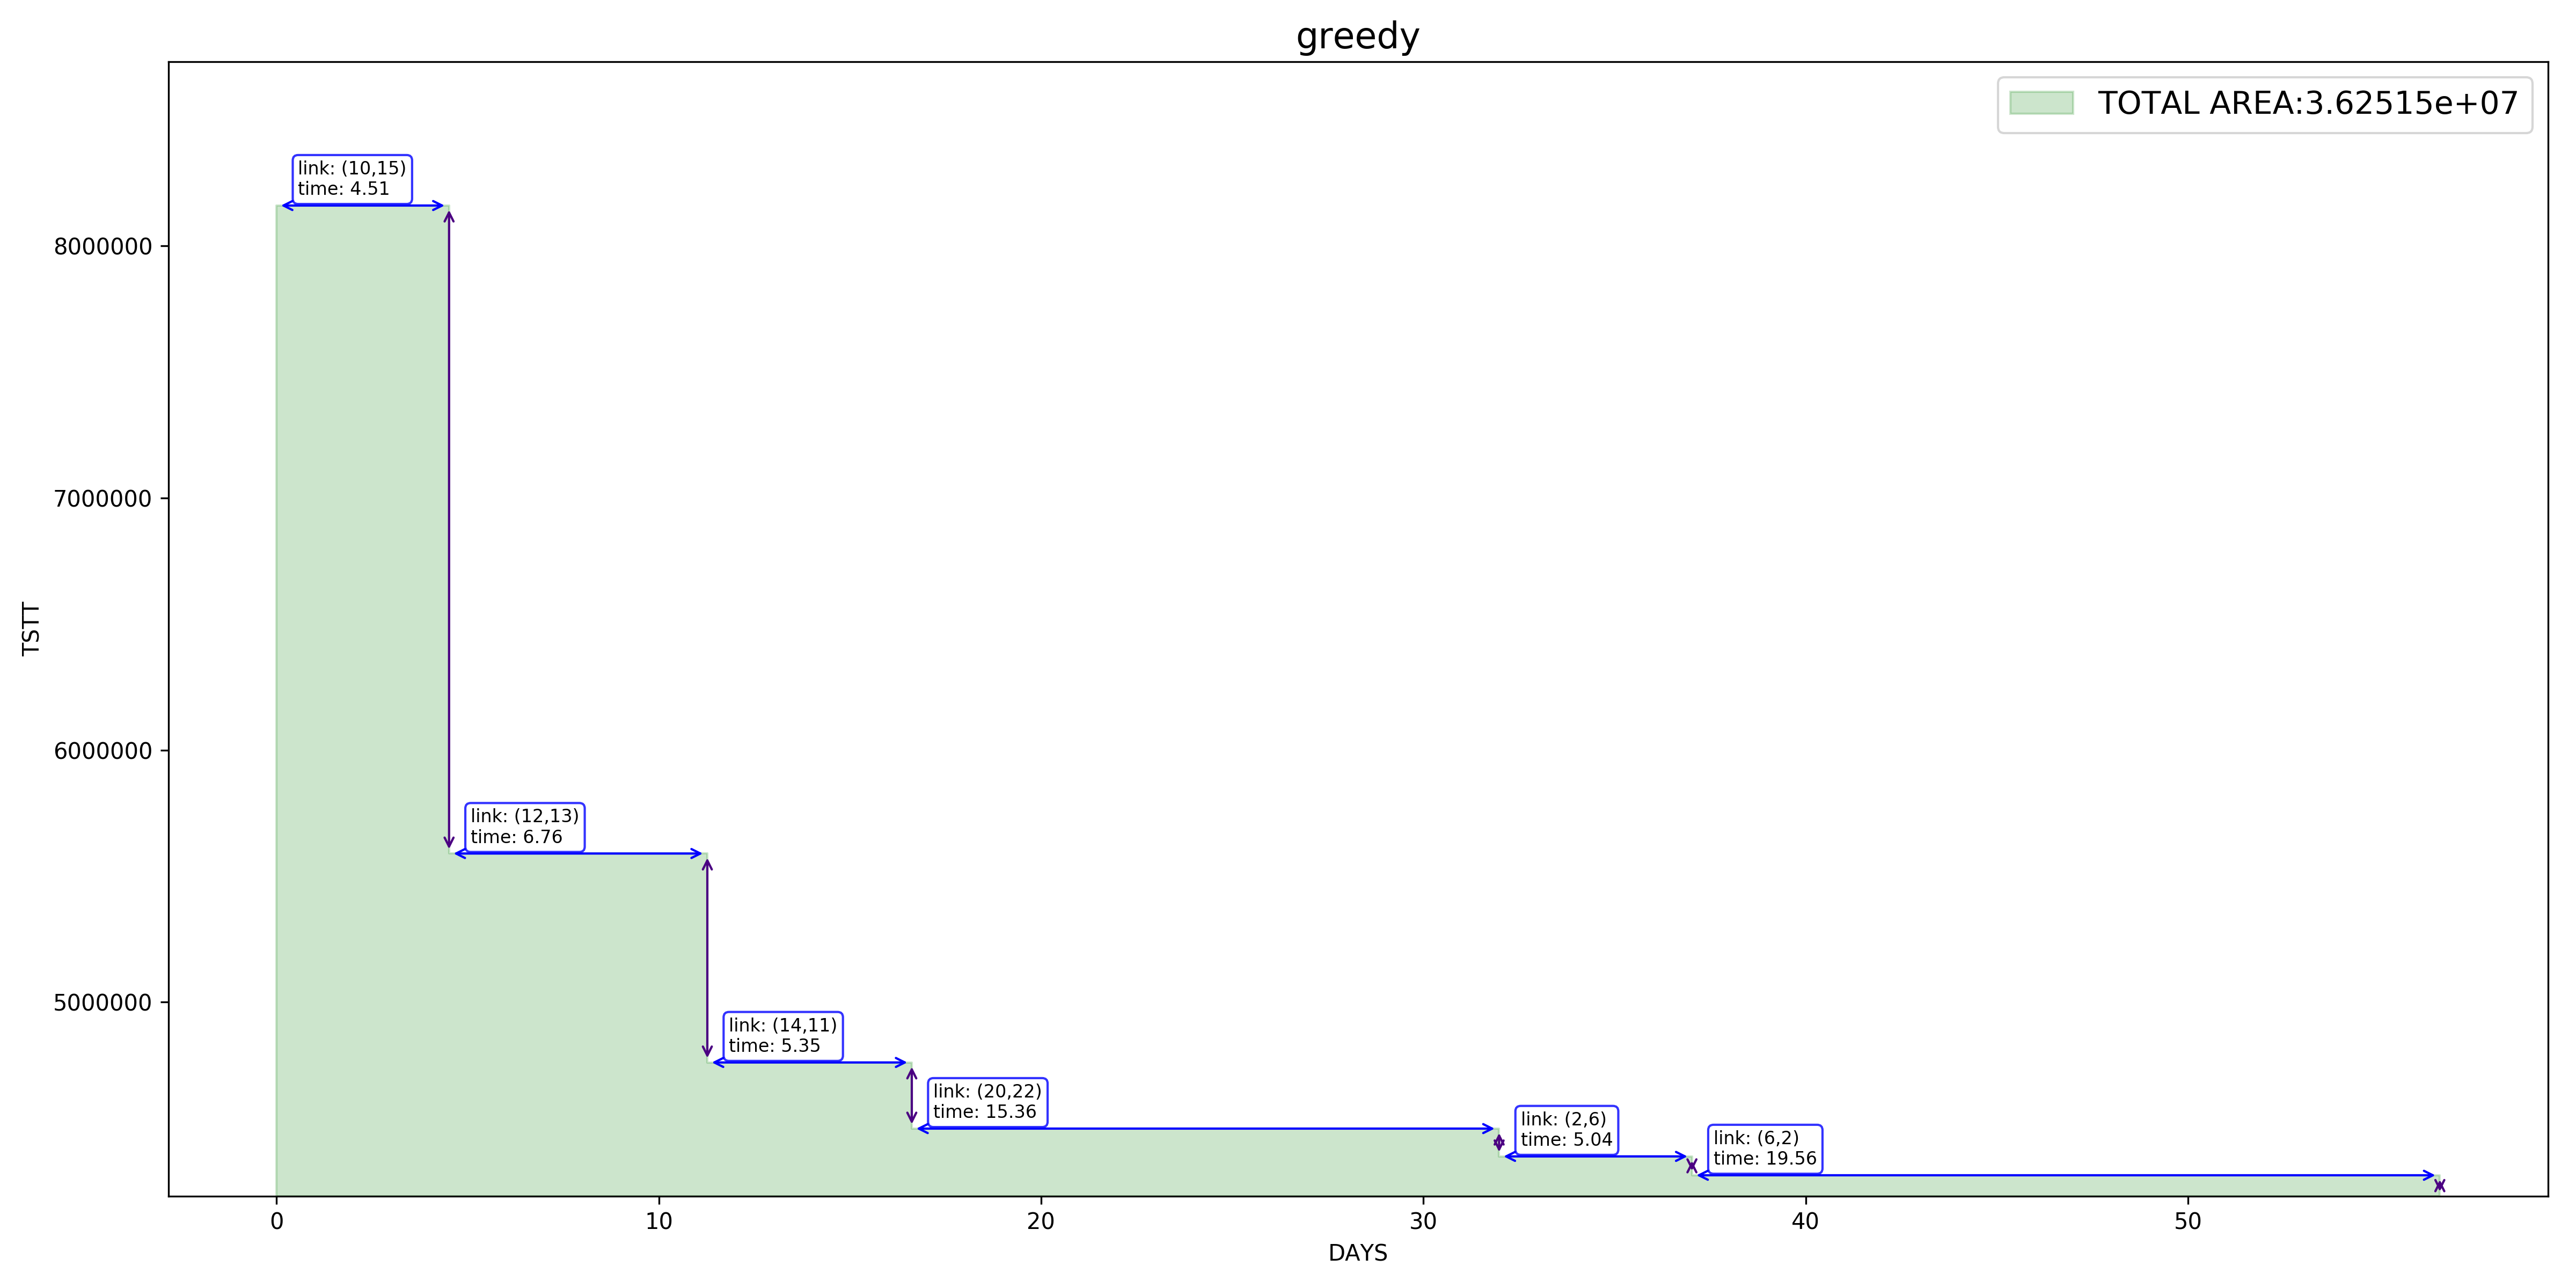 greedy
TOTAL AREA:3.62515e+07
link: (10,15)
time: 4.51
8000000
7000000
TSTT
6000000
link: (12,13)
time: 6.76
5000000
link: (14,11)
time: 5.35
link: (20,22)
time: 15.36
link: (2,6)
time: 5.04
link: (6,2)
time: 19.56
0 10 20 30 40 50
DAYS